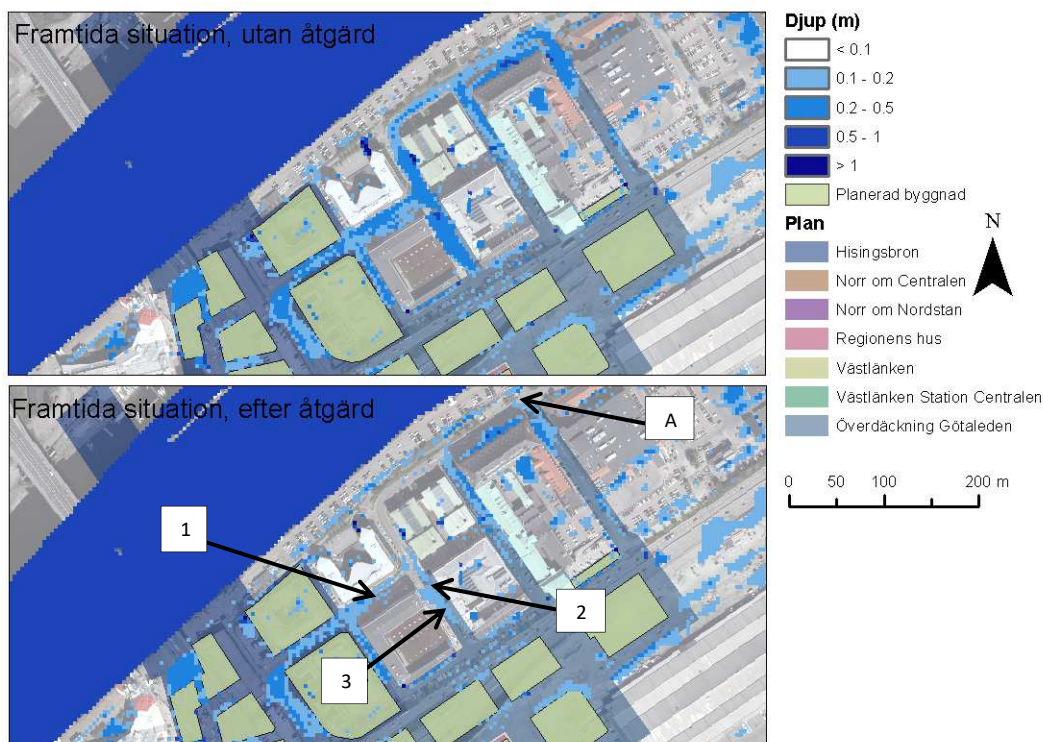 Framtida situation, utan åtgärd
Framtida situation, efter åtgärd
A
1
2
3
Djup (m)
< 0.1
0.1 - 0.2
0.2 - 0.5
0.5 - 1
> 1
Planerad byggnad
Plan
N
Hisingsbron
Norr om Centralen
Norr om Nordstan
Regionens hus
Västlänken
Västlänken Station Centralen
Överdäckning Götaleden
0 50 100 200 m